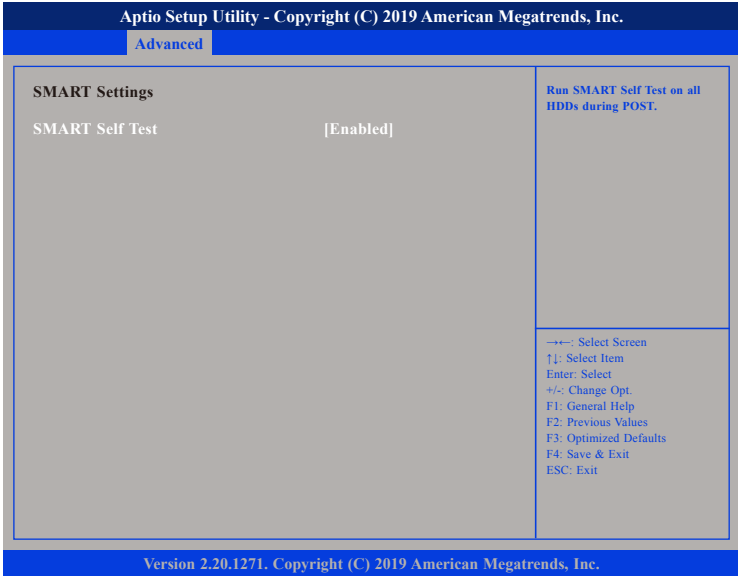 Aptio Setup Utility - Copyright (C) 2019 American Megatrends, Inc.
Advanced
SMART Settings
SMART Self Test [Enabled]
Run SMART Self Test on all
HDDs during POST.
→←: Select Screen
↑↓: Select Item
Enter: Select
+/-: Change Opt.
F1: General Help
F2: Previous Values
F3: Optimized Defaults
F4: Save & Exit
ESC: Exit
Version 2.20.1271. Copyright (C) 2019 American Megatrends, Inc.